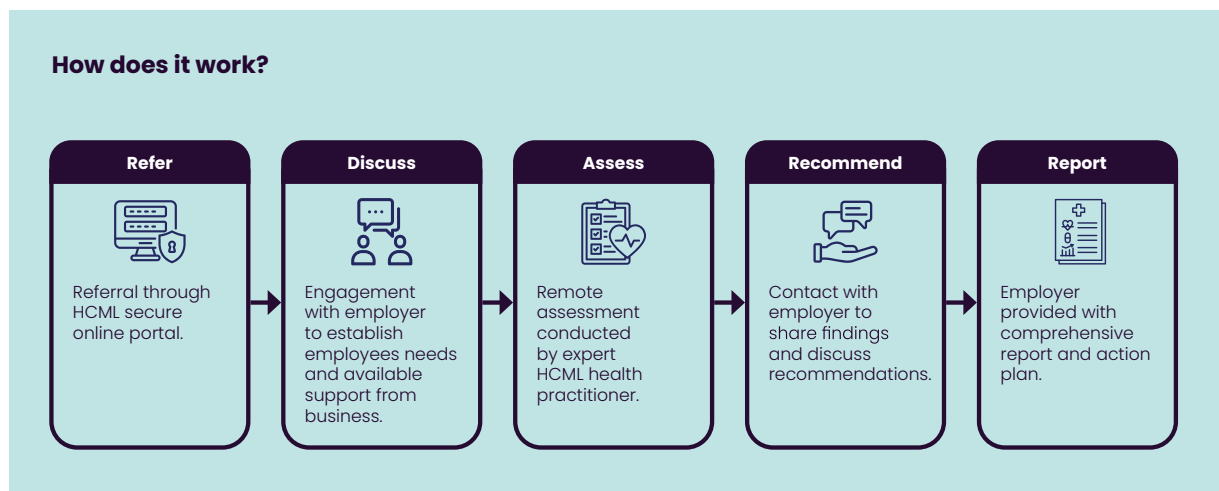 How does it work?
Refer
Referral through
HCML secure
online portal.
Discuss
Engagement
with employer
to establish
employees needs
and available
support from
business.
Assess
Remote
assessment
conducted
by expert
HCML health
practitioner.
Recommend
Contact with
employer to
share findings
and discuss
recommendations.
Report
Employer
provided with
comprehensive
report and action
plan.